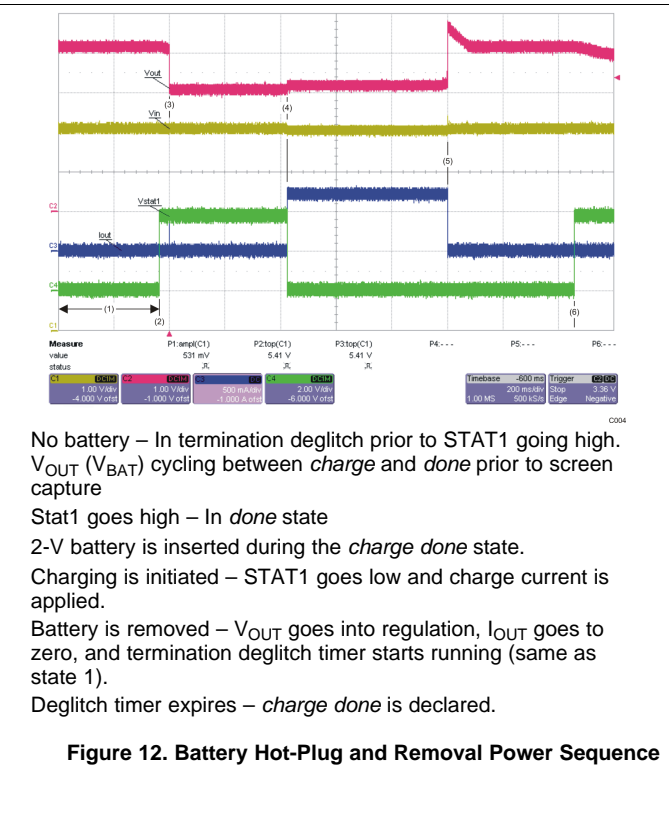 Vout
(3)
(4)
Vin
(5)
C2
Vstat1
Iout
C3
C4
(1)
(2)
(6)
C1
Measure P1:ampl(C1) P2:top(C1) P3:top(C1) P4:- - - P5:- - - P6:- - -
value 531 mV 5.41 V 5.41 V
status
C1 DC1M C2 DC1M C3 DC C4 DC1M Timebase -600 ms Trigger C2 DC
1.00 V/div 1.00 V/div 500 mA/div 2.00 V/div 200 ms/div Stop 3.36 V
-4.000 V ofst -1.000 V ofst -1.000 A ofst -6.000 V ofst 1.00 MS 500 kS/s Edge Negative
C004
No battery – In termination deglitch prior to STAT1 going high.
VOUT (VBAT) cycling between charge and done prior to screen
capture
Stat1 goes high – In done state
2-V battery is inserted during the charge done state.
Charging is initiated – STAT1 goes low and charge current is
applied.
Battery is removed – VOUT goes into regulation, IOUT goes to
zero, and termination deglitch timer starts running (same as
state 1).
Deglitch timer expires – charge done is declared.
Figure 12. Battery Hot-Plug and Removal Power Sequence